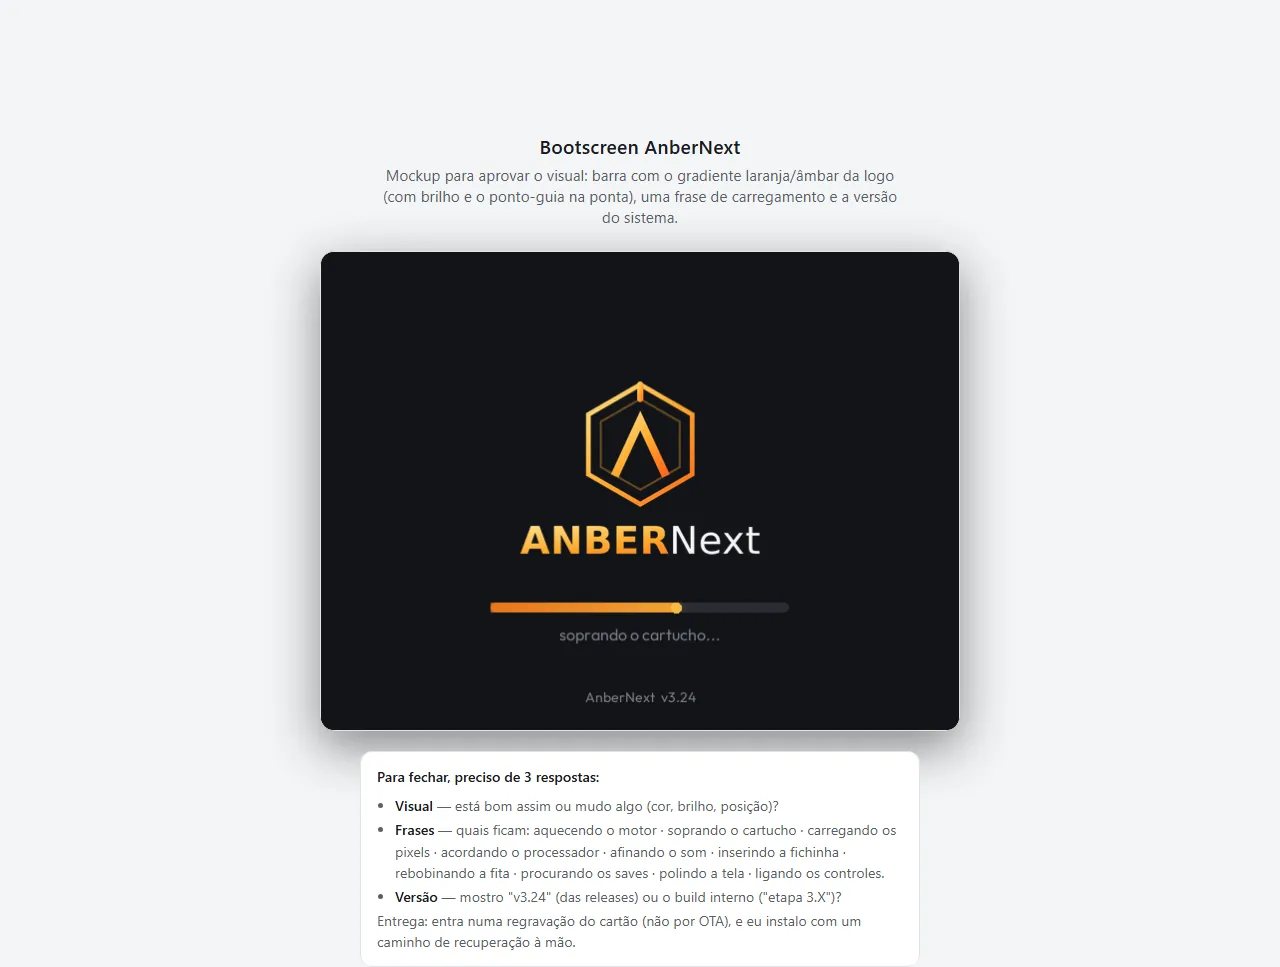 Bootscreen AnberNext
Mockup para aprovar o visual: barra com o gradiente laranja/âmbar da logo
(com brilho e o ponto-guia na ponta), uma frase de carregamento e a versão
do sistema.
ANBERNext
soprando o cartucho...
AnberNext v3.24
Para fechar, preciso de 3 respostas:
• Visual — está bom assim ou mudo algo (cor, brilho, posição)?
• Frases — quais ficam: aquecendo o motor · soprando o cartucho · carregando os
pixels · acordando o processador · afinando o som · inserindo a fichinha ·
rebobinando a fita · procurando os saves · polindo a tela · ligando os controles.
• Versão — mostro "v3.24" (das releases) ou o build interno ("etapa 3.X")?
Entrega: entra numa regravação do cartão (não por OTA), e eu instalo com um
caminho de recuperação à mão.